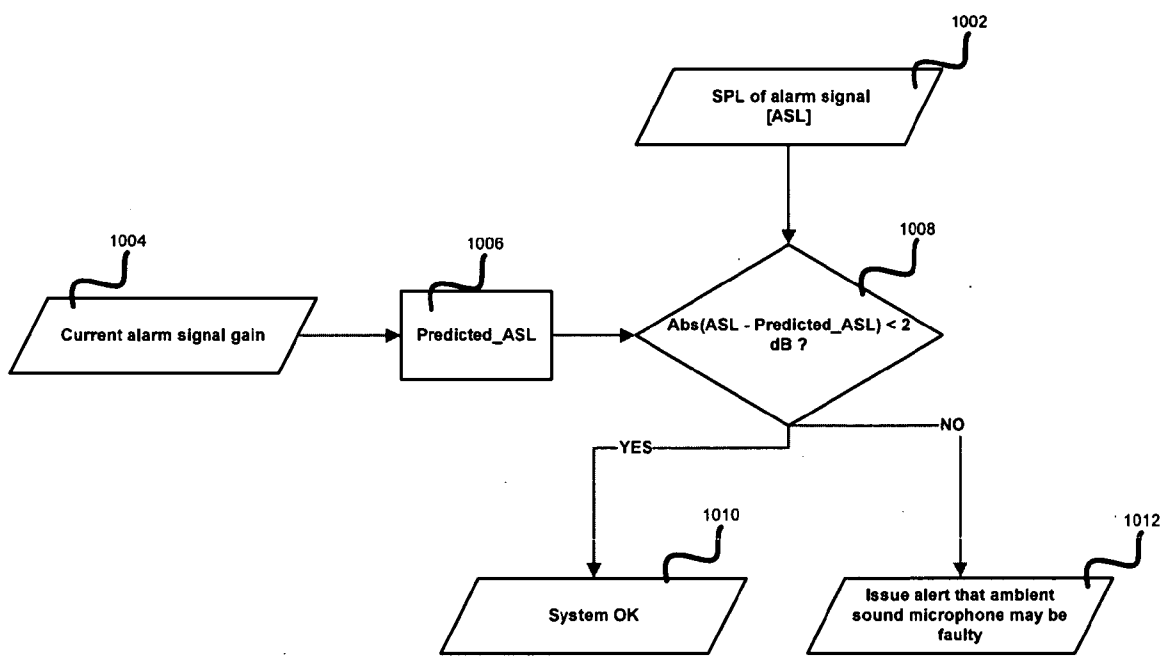 1002
SPL of alarm signal
[ASL]
1004
1006
1008
Current alarm signal gain
Predicted_ASL
Abs(ASL - Predicted_ASL) < 2
dB ?
NO
YES
1010
1012
System OK
Issue alert that ambient
sound microphone may be
faulty